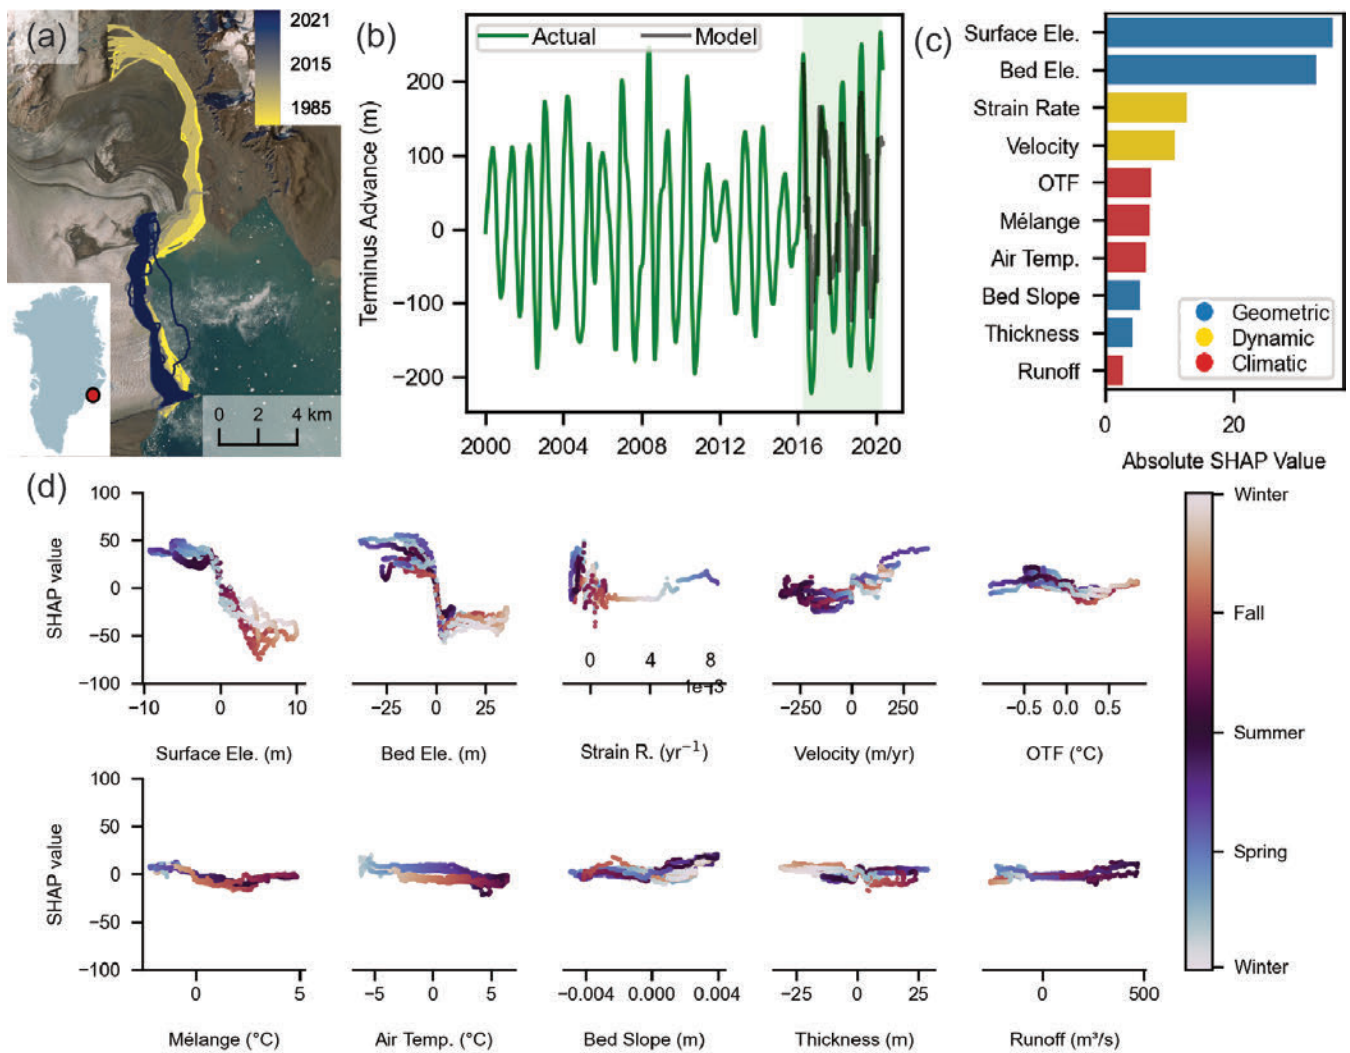 (a)
2021
2015
1985
0 2 4 km
(b)
Actual
Model
Terminus Advance (m)
200
100
0
−100
−200
2000 2004 2008 2012 2016 2020
(c)
Surface Ele.
Bed Ele.
Strain Rate
Velocity
OTF
Mélange
Air Temp.
Bed Slope
Thickness
Runoff
Geometric
Dynamic
Climatic
0 20
Absolute SHAP Value
(d)
SHAP value
100
50
0
−50
−100
−10 0 10
Surface Ele. (m)
−25 0 25
Bed Ele. (m)
0 4 8
1e−3
Strain R. (yr⁻¹)
−250 0 250
Velocity (m/yr)
−0.5 0.0 0.5
OTF (°C)
SHAP value
100
50
0
−50
−100
0 5
Mélange (°C)
−5 0 5
Air Temp. (°C)
−0.004 0.000 0.004
Bed Slope (m)
−25 0 25
Thickness (m)
0 500
Runoff (m³/s)
Winter
Fall
Summer
Spring
Winter